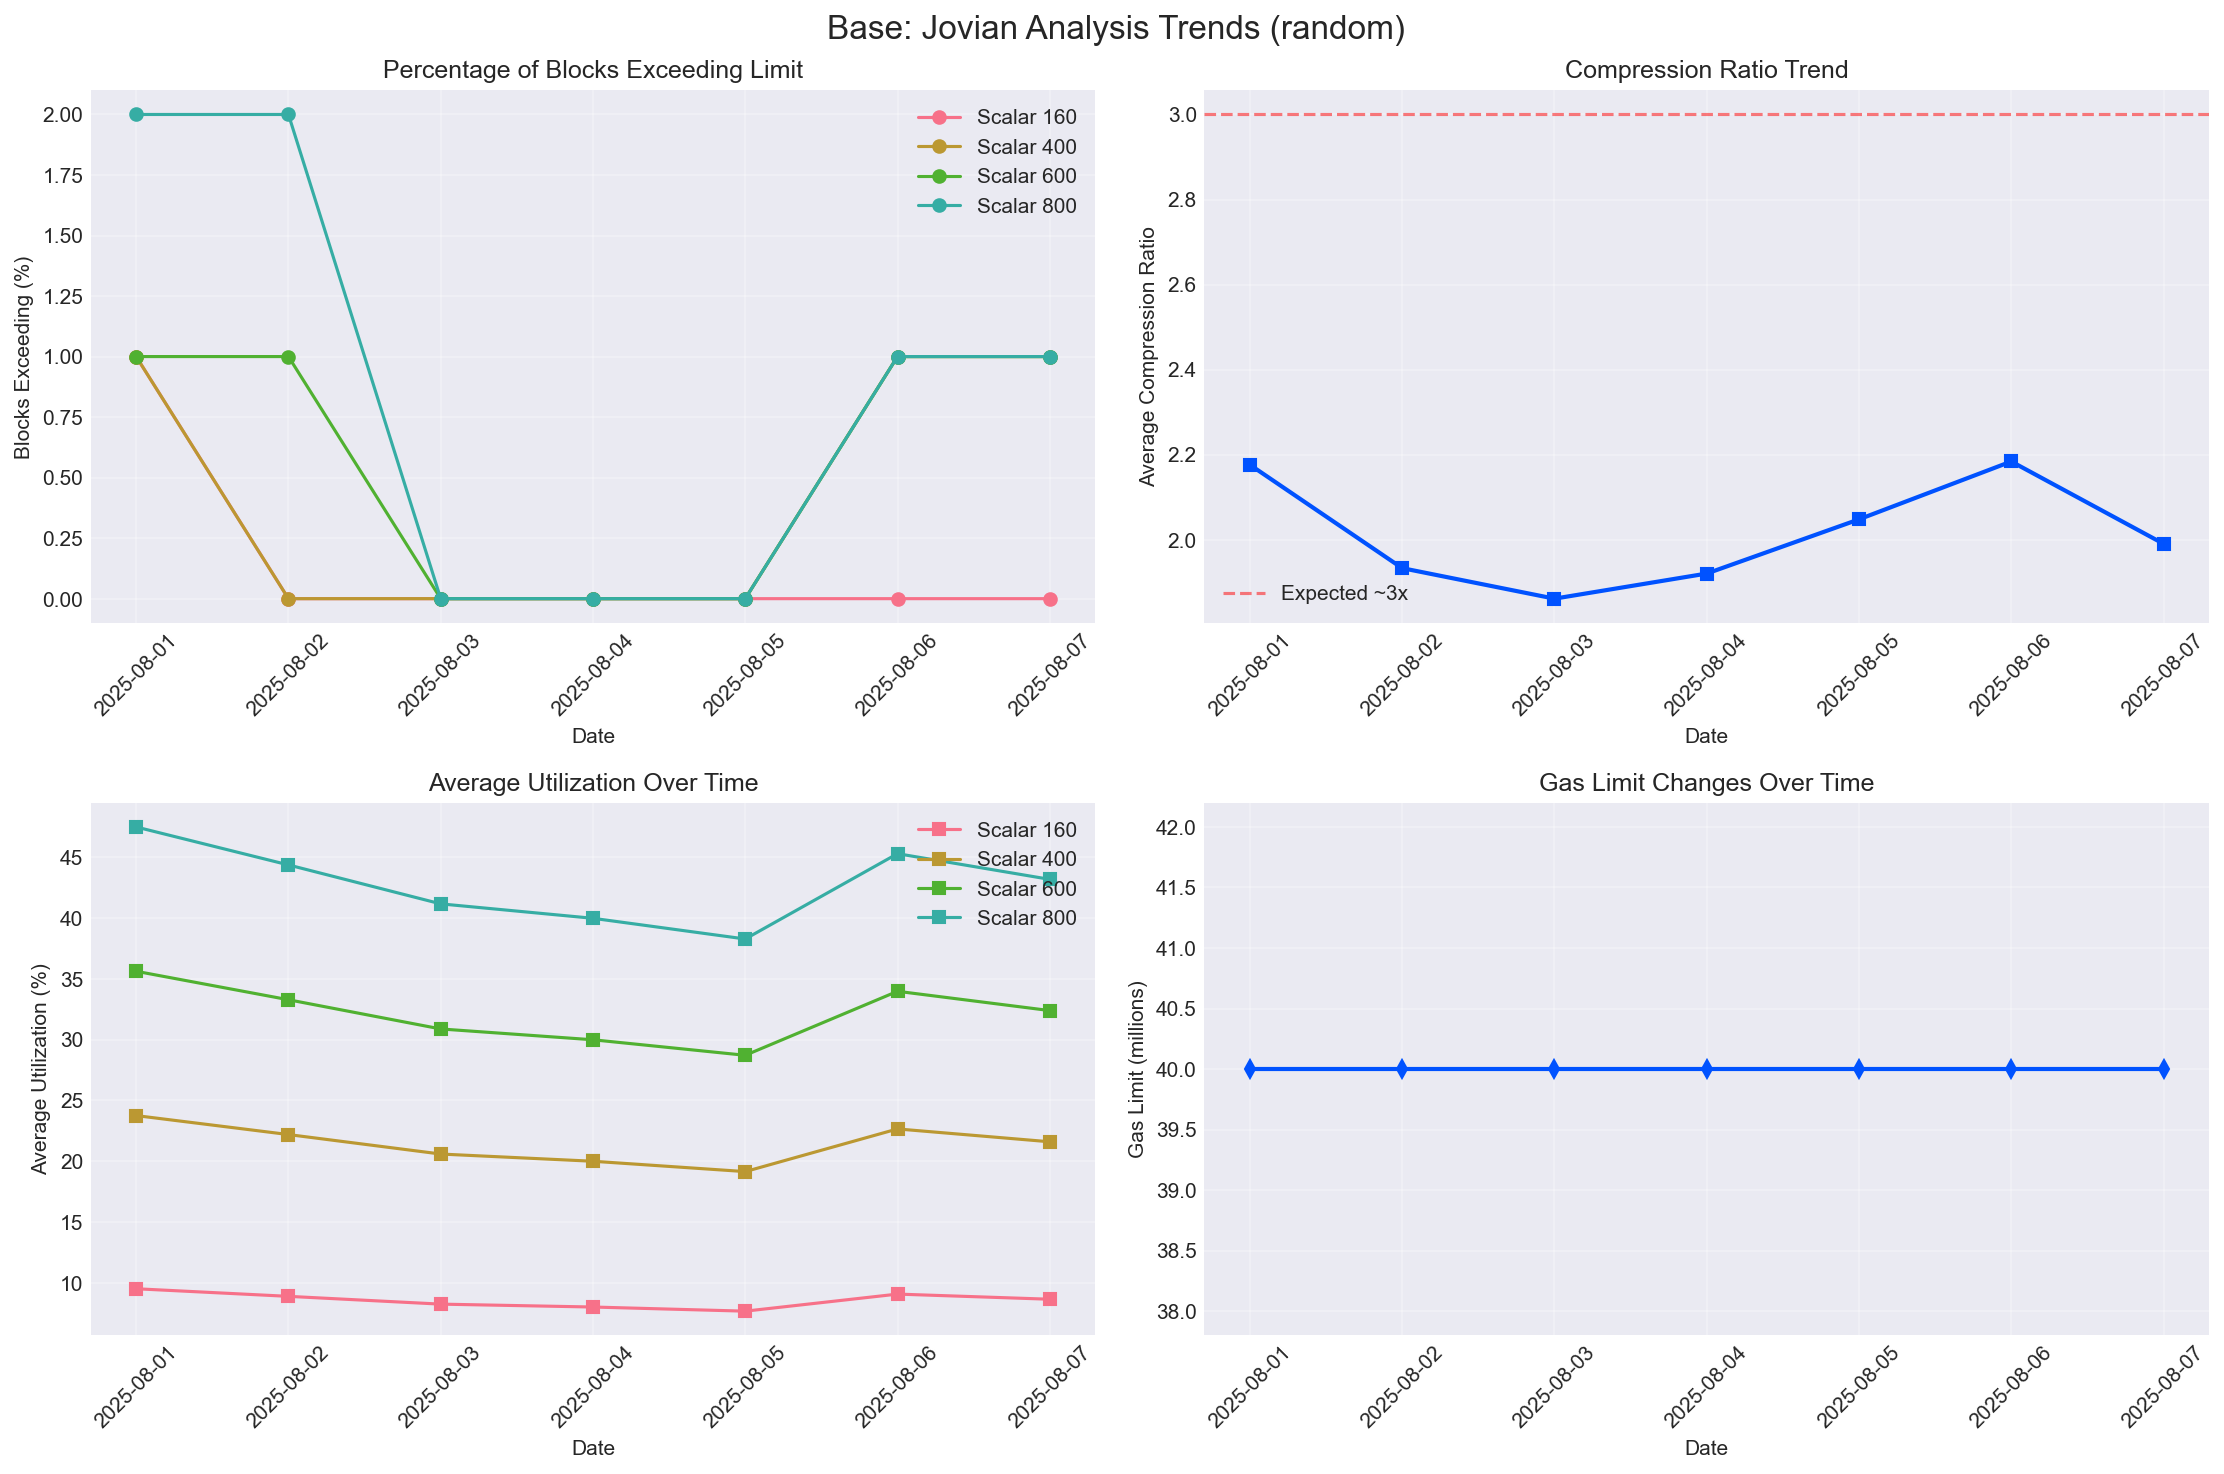 Base: Jovian Analysis Trends (random)
Percentage of Blocks Exceeding Limit
Blocks Exceeding (%)
2.00
1.75
1.50
1.25
1.00
0.75
0.50
0.25
0.00
Scalar 160
Scalar 400
Scalar 600
Scalar 800
2025-08-01
2025-08-02
2025-08-03
2025-08-04
2025-08-05
2025-08-06
2025-08-07
Date
Compression Ratio Trend
Average Compression Ratio
3.0
2.8
2.6
2.4
2.2
2.0
Expected ~3x
2025-08-01
2025-08-02
2025-08-03
2025-08-04
2025-08-05
2025-08-06
2025-08-07
Date
Average Utilization Over Time
Average Utilization (%)
45
40
35
30
25
20
15
10
Scalar 160
Scalar 400
Scalar 600
Scalar 800
2025-08-01
2025-08-02
2025-08-03
2025-08-04
2025-08-05
2025-08-06
2025-08-07
Date
Gas Limit Changes Over Time
Gas Limit (millions)
42.0
41.5
41.0
40.5
40.0
39.5
39.0
38.5
38.0
2025-08-01
2025-08-02
2025-08-03
2025-08-04
2025-08-05
2025-08-06
2025-08-07
Date